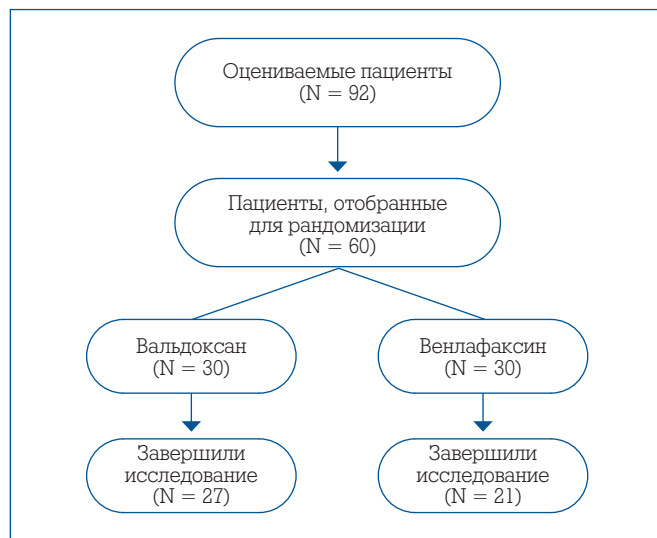 Оцениваемые пациенты
(N = 92)
Пациенты, отобранные
для рандомизации
(N = 60)
Вальдоксан
(N = 30)
Венлафаксин
(N = 30)
Завершили
исследование
(N = 27)
Завершили
исследование
(N = 21)